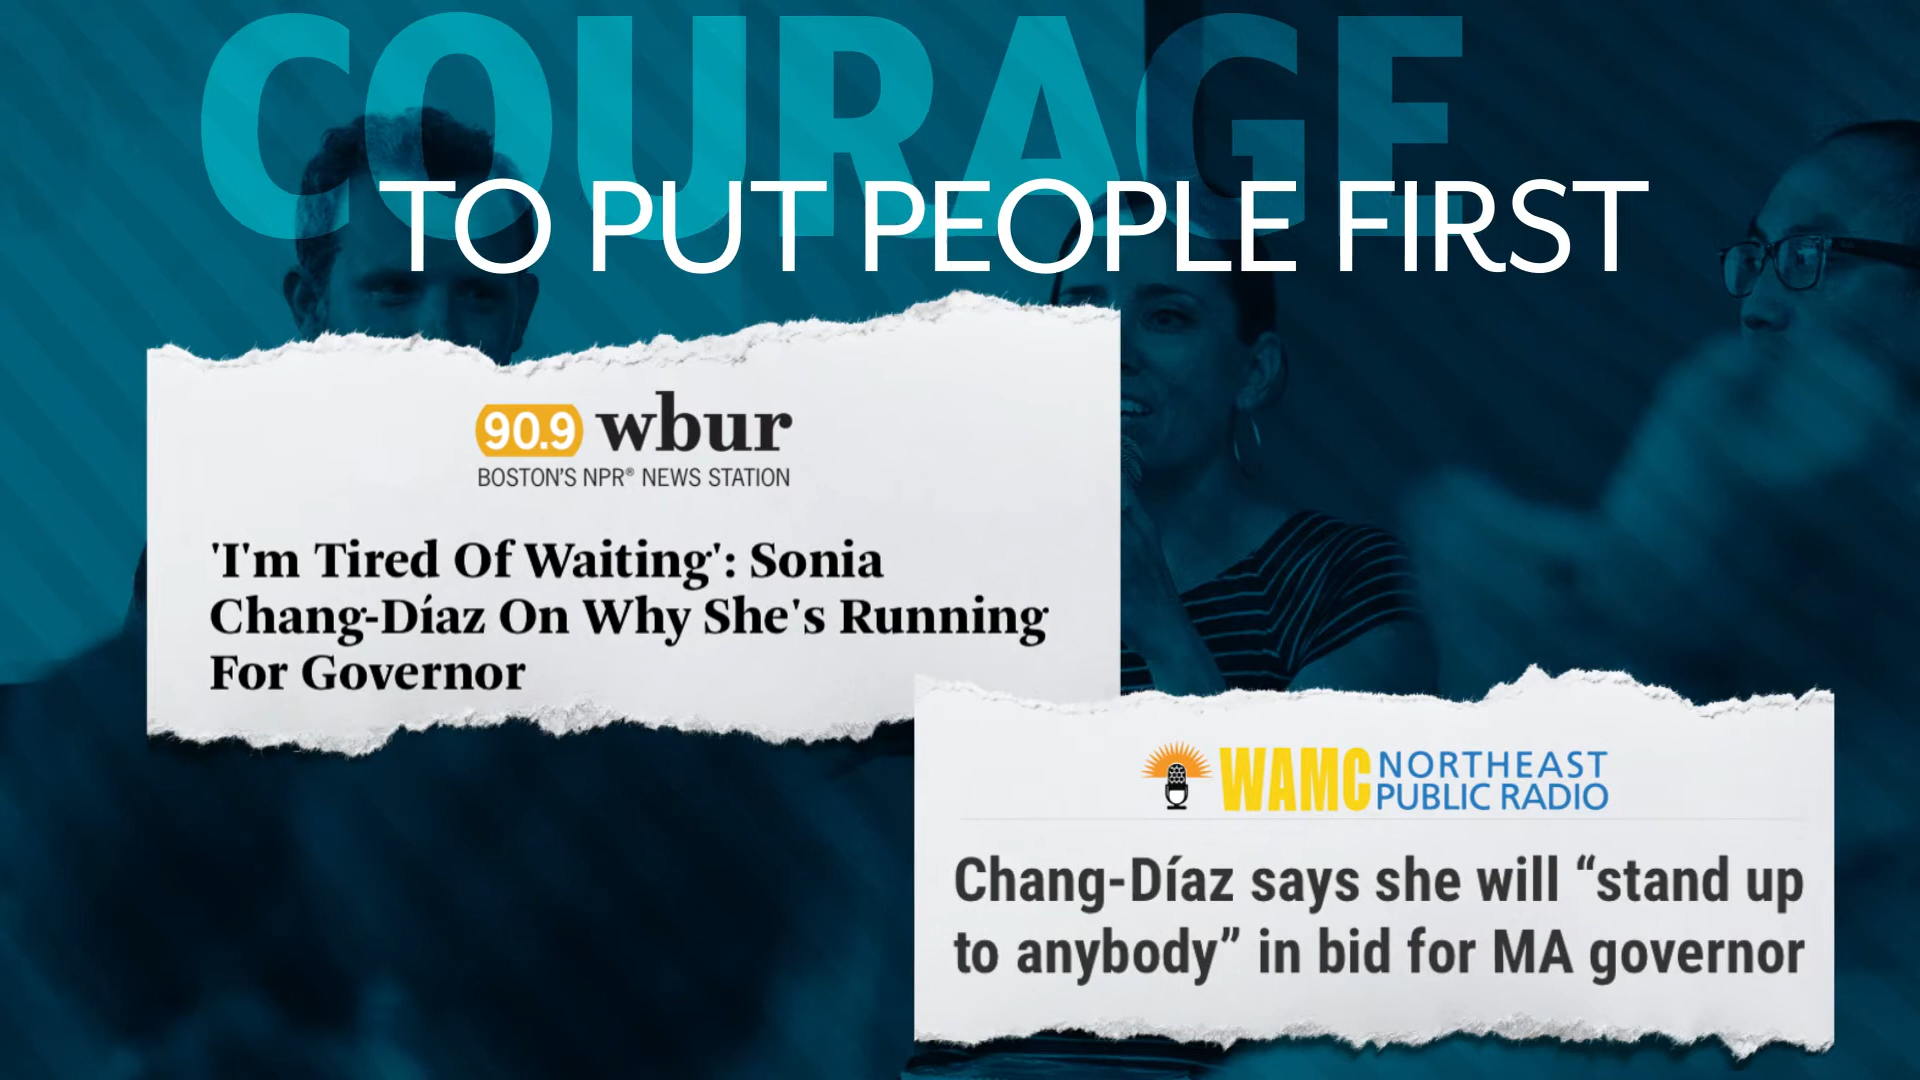 COURAGE
TO PUT PEOPLE FIRST
90.9 wbur
BOSTON'S NPR® NEWS STATION
'I'm Tired Of Waiting': Sonia
Chang-Díaz On Why She's Running
For Governor
WAMC NORTHEAST
PUBLIC RADIO
Chang-Díaz says she will “stand up
to anybody” in bid for MA governor